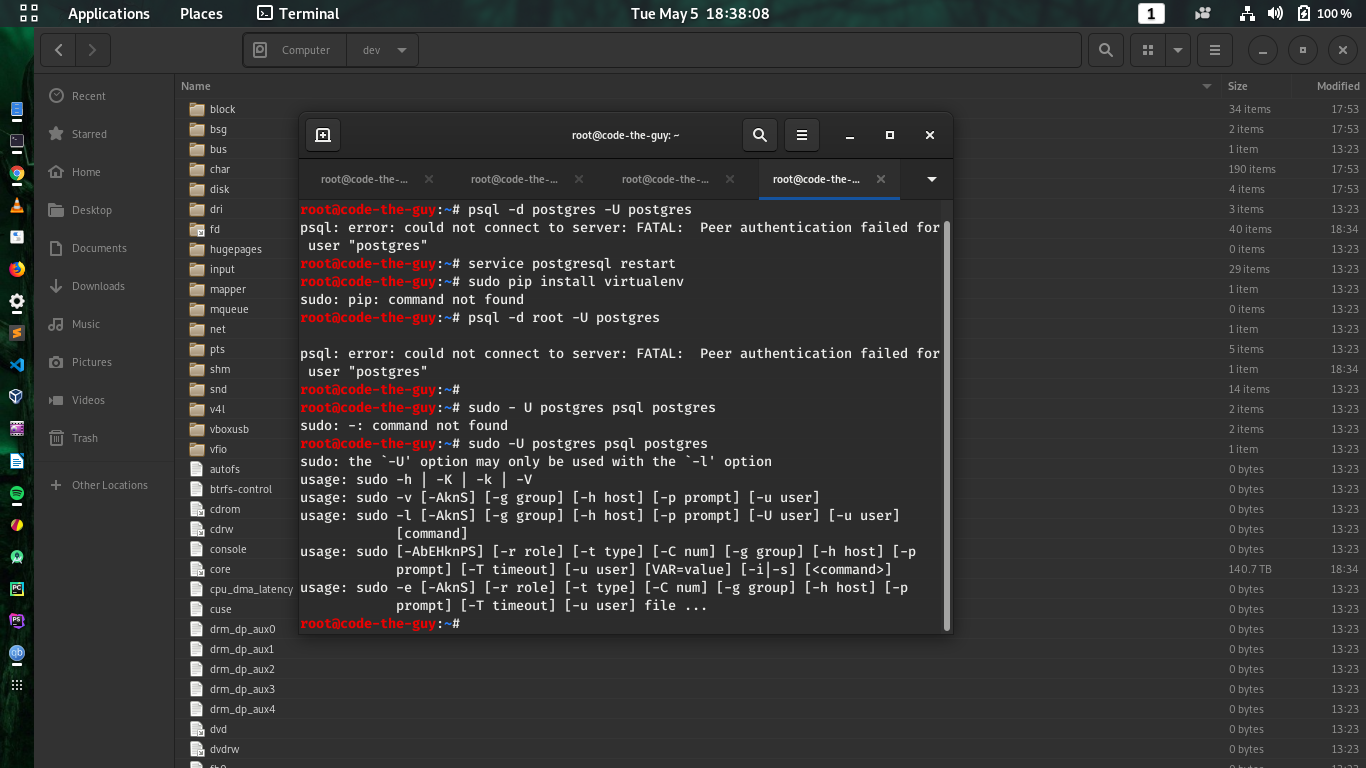 Applications Places Terminal Tue May 5 18:38:08 1 100 %
Computer dev
Recent
Starred
Home
Desktop
Documents
Downloads
Music
Pictures
Videos
Trash
Other Locations
Name Size Modified
block 34 items 17:53
bsg 2 items 17:53
bus 1 item 13:23
char 190 items 17:53
disk 4 items 17:53
dri 3 items 13:23
fd 40 items 18:34
hugepages 0 items 13:23
input 29 items 13:23
mapper 1 item 13:23
mqueue 0 items 13:23
net 1 item 13:23
pts 5 items 13:23
shm 1 item 18:34
snd 14 items 13:23
v4l 2 items 13:23
vboxusb 2 items 13:23
vfio 1 item 13:23
autofs 0 bytes 13:23
btrfs-control 0 bytes 13:23
cdrom 0 bytes 13:23
cdrw 0 bytes 13:23
console 0 bytes 13:23
core 140.7 TB 18:34
cpu_dma_latency 0 bytes 13:23
cuse 0 bytes 13:23
drm_dp_aux0 0 bytes 13:23
drm_dp_aux1 0 bytes 13:23
drm_dp_aux2 0 bytes 13:23
drm_dp_aux3 0 bytes 13:23
drm_dp_aux4 0 bytes 13:23
dvd 0 bytes 13:23
dvdrw 0 bytes 13:23
root@code-the-guy: ~
root@code-the-... root@code-the-... root@code-the-... root@code-the-...
root@code-the-guy:~# psql -d postgres -U postgres
psql: error: could not connect to server: FATAL:  Peer authentication failed for
 user "postgres"
root@code-the-guy:~# service postgresql restart
root@code-the-guy:~# sudo pip install virtualenv
sudo: pip: command not found
root@code-the-guy:~# psql -d root -U postgres
psql: error: could not connect to server: FATAL:  Peer authentication failed for
 user "postgres"
root@code-the-guy:~#
root@code-the-guy:~# sudo - U postgres psql postgres
sudo: -: command not found
root@code-the-guy:~# sudo -U postgres psql postgres
sudo: the `-U' option may only be used with the `-l' option
usage: sudo -h | -K | -k | -V
usage: sudo -v [-AknS] [-g group] [-h host] [-p prompt] [-u user]
usage: sudo -l [-AknS] [-g group] [-h host] [-p prompt] [-U user] [-u user]
            [command]
usage: sudo [-AbEHknPS] [-r role] [-t type] [-C num] [-g group] [-h host] [-p
            prompt] [-T timeout] [-u user] [VAR=value] [-i|-s] [<command>]
usage: sudo -e [-AknS] [-r role] [-t type] [-C num] [-g group] [-h host] [-p
            prompt] [-T timeout] [-u user] file ...
root@code-the-guy:~#